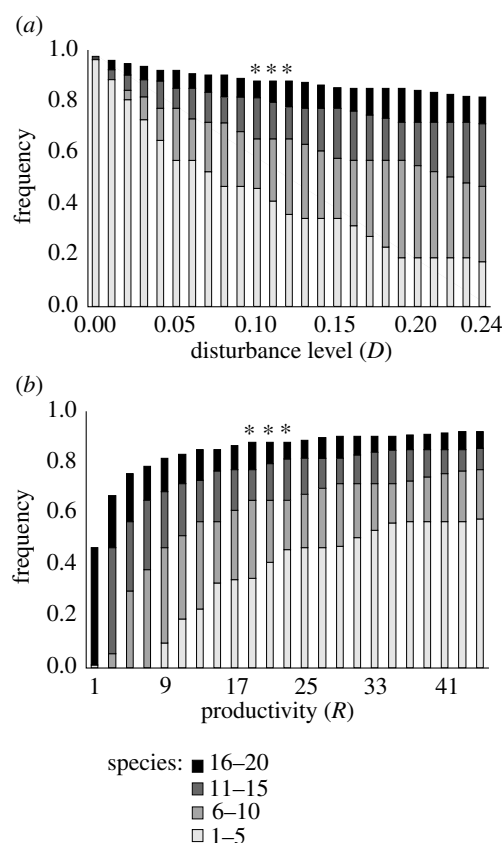 (a)
1.0
0.8
0.6
0.4
0.2
0.0
frequency
* * *
0.00 0.05 0.10 0.15 0.20 0.24
disturbance level (D)
(b)
1.0
0.8
0.6
0.4
0.2
0.0
frequency
* * *
1 9 17 25 33 41
productivity (R)
species: 16–20
11–15
6–10
1–5